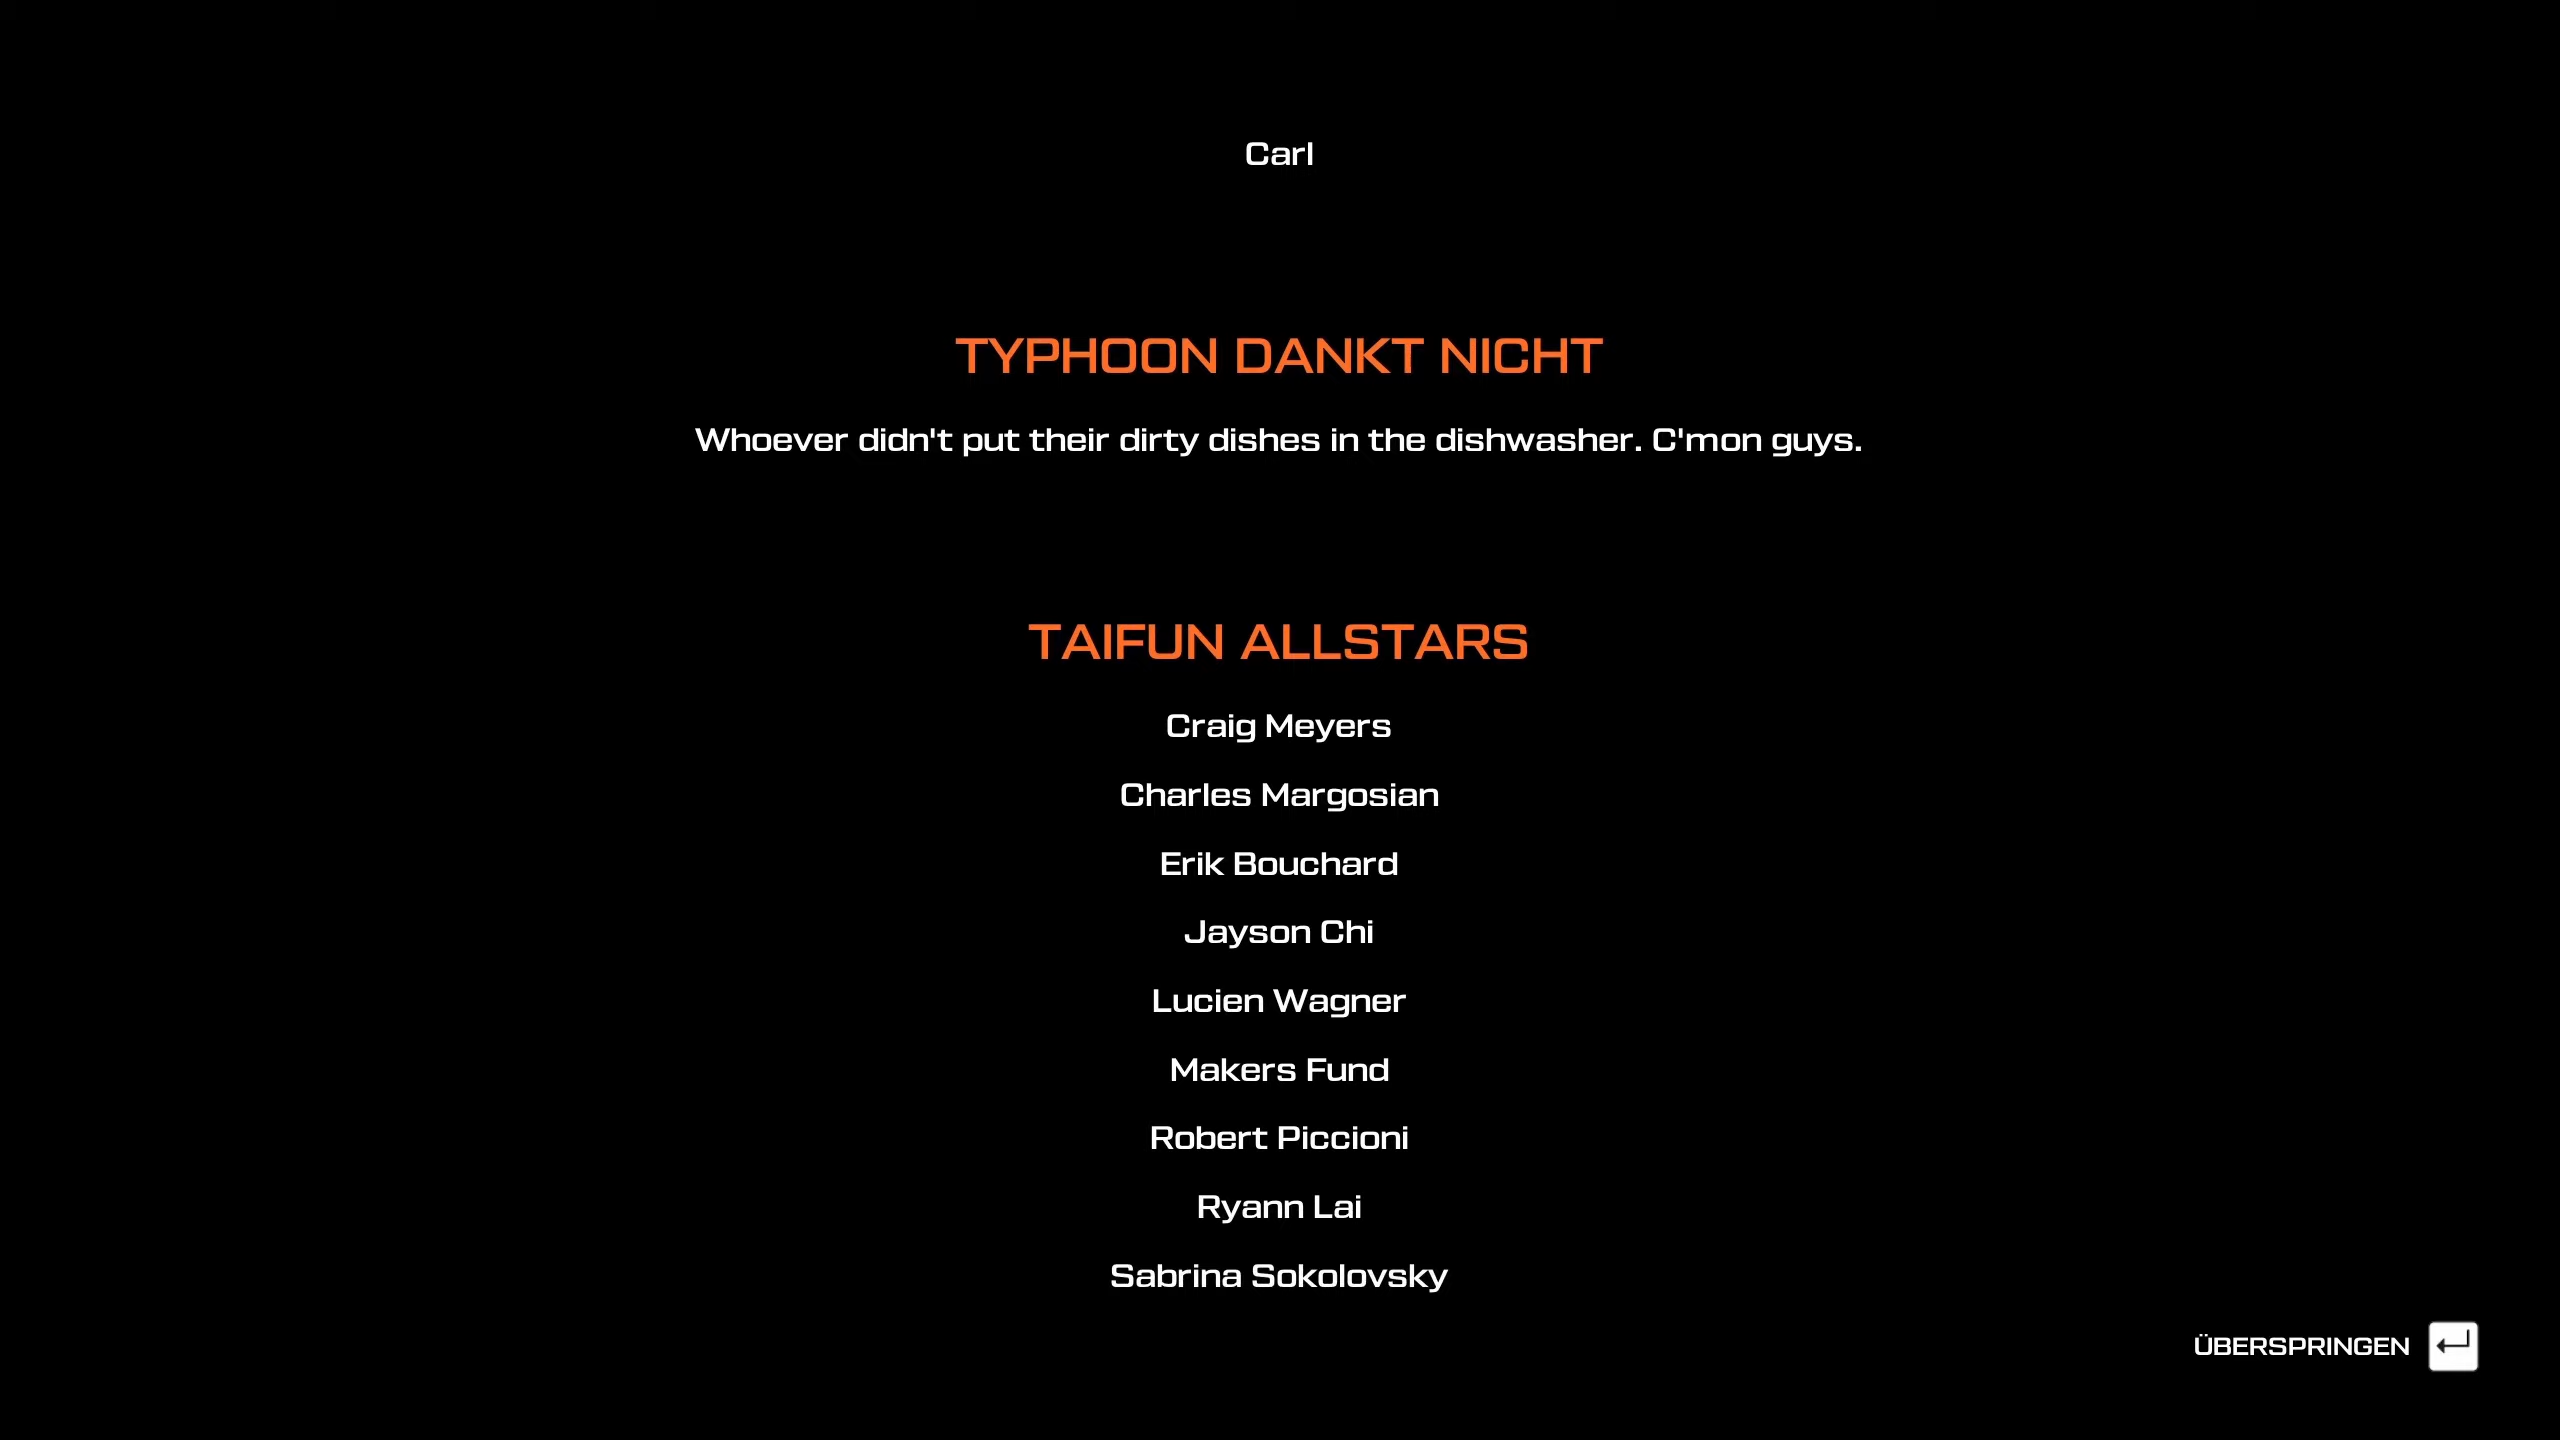 Carl
TYPHOON DANKT NICHT
Whoever didn't put their dirty dishes in the dishwasher. C'mon guys.
TAIFUN ALLSTARS
Craig Meyers
Charles Margosian
Erik Bouchard
Jayson Chi
Lucien Wagner
Makers Fund
Robert Piccioni
Ryann Lai
Sabrina Sokolovsky
ÜBERSPRINGEN